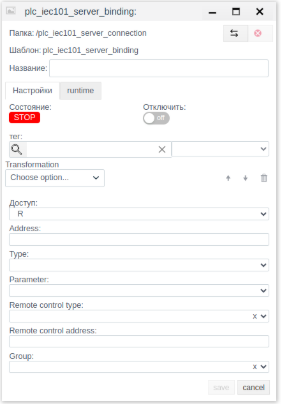 plc_iec101_server_binding:
Папка: /plc_iec101_server_connection
Шаблон: plc_iec101_server_binding
Название:
Настройки runtime
Состояние: Отключить:
STOP off
тег:
Transformation
Choose option...
Доступ:
R
Address:
Type:
Parameter:
Remote control type:
x
Remote control address:
Group:
x
save cancel